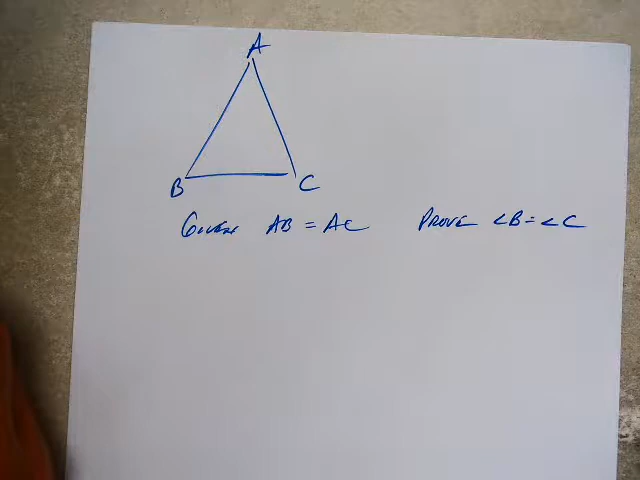 A
B C
GIVEN AB = AC PROVE ∠B = ∠C